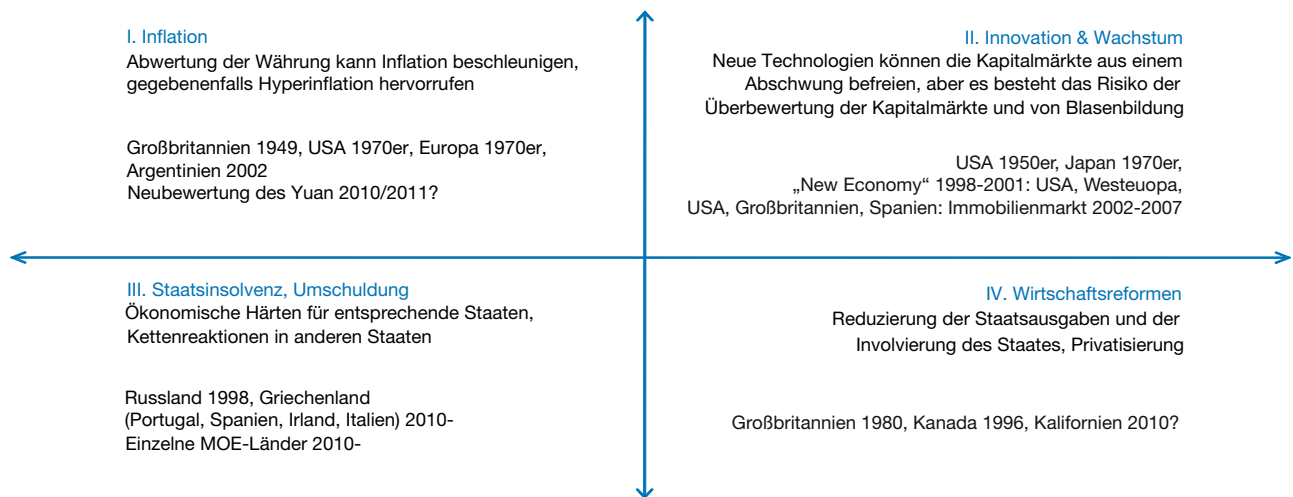 I. Inflation
Abwertung der Währung kann Inflation beschleunigen,
gegebenenfalls Hyperinflation hervorrufen
Großbritannien 1949, USA 1970er, Europa 1970er,
Argentinien 2002
Neubewertung des Yuan 2010/2011?
II. Innovation & Wachstum
Neue Technologien können die Kapitalmärkte aus einem
Abschwung befreien, aber es besteht das Risiko der
Überbewertung der Kapitalmärkte und von Blasenbildung
USA 1950er, Japan 1970er,
„New Economy“ 1998-2001: USA, Westeuopa,
USA, Großbritannien, Spanien: Immobilienmarkt 2002-2007
III. Staatsinsolvenz, Umschuldung
Ökonomische Härten für entsprechende Staaten,
Kettenreaktionen in anderen Staaten
Russland 1998, Griechenland
(Portugal, Spanien, Irland, Italien) 2010-
Einzelne MOE-Länder 2010-
IV. Wirtschaftsreformen
Reduzierung der Staatsausgaben und der
Involvierung des Staates, Privatisierung
Großbritannien 1980, Kanada 1996, Kalifornien 2010?